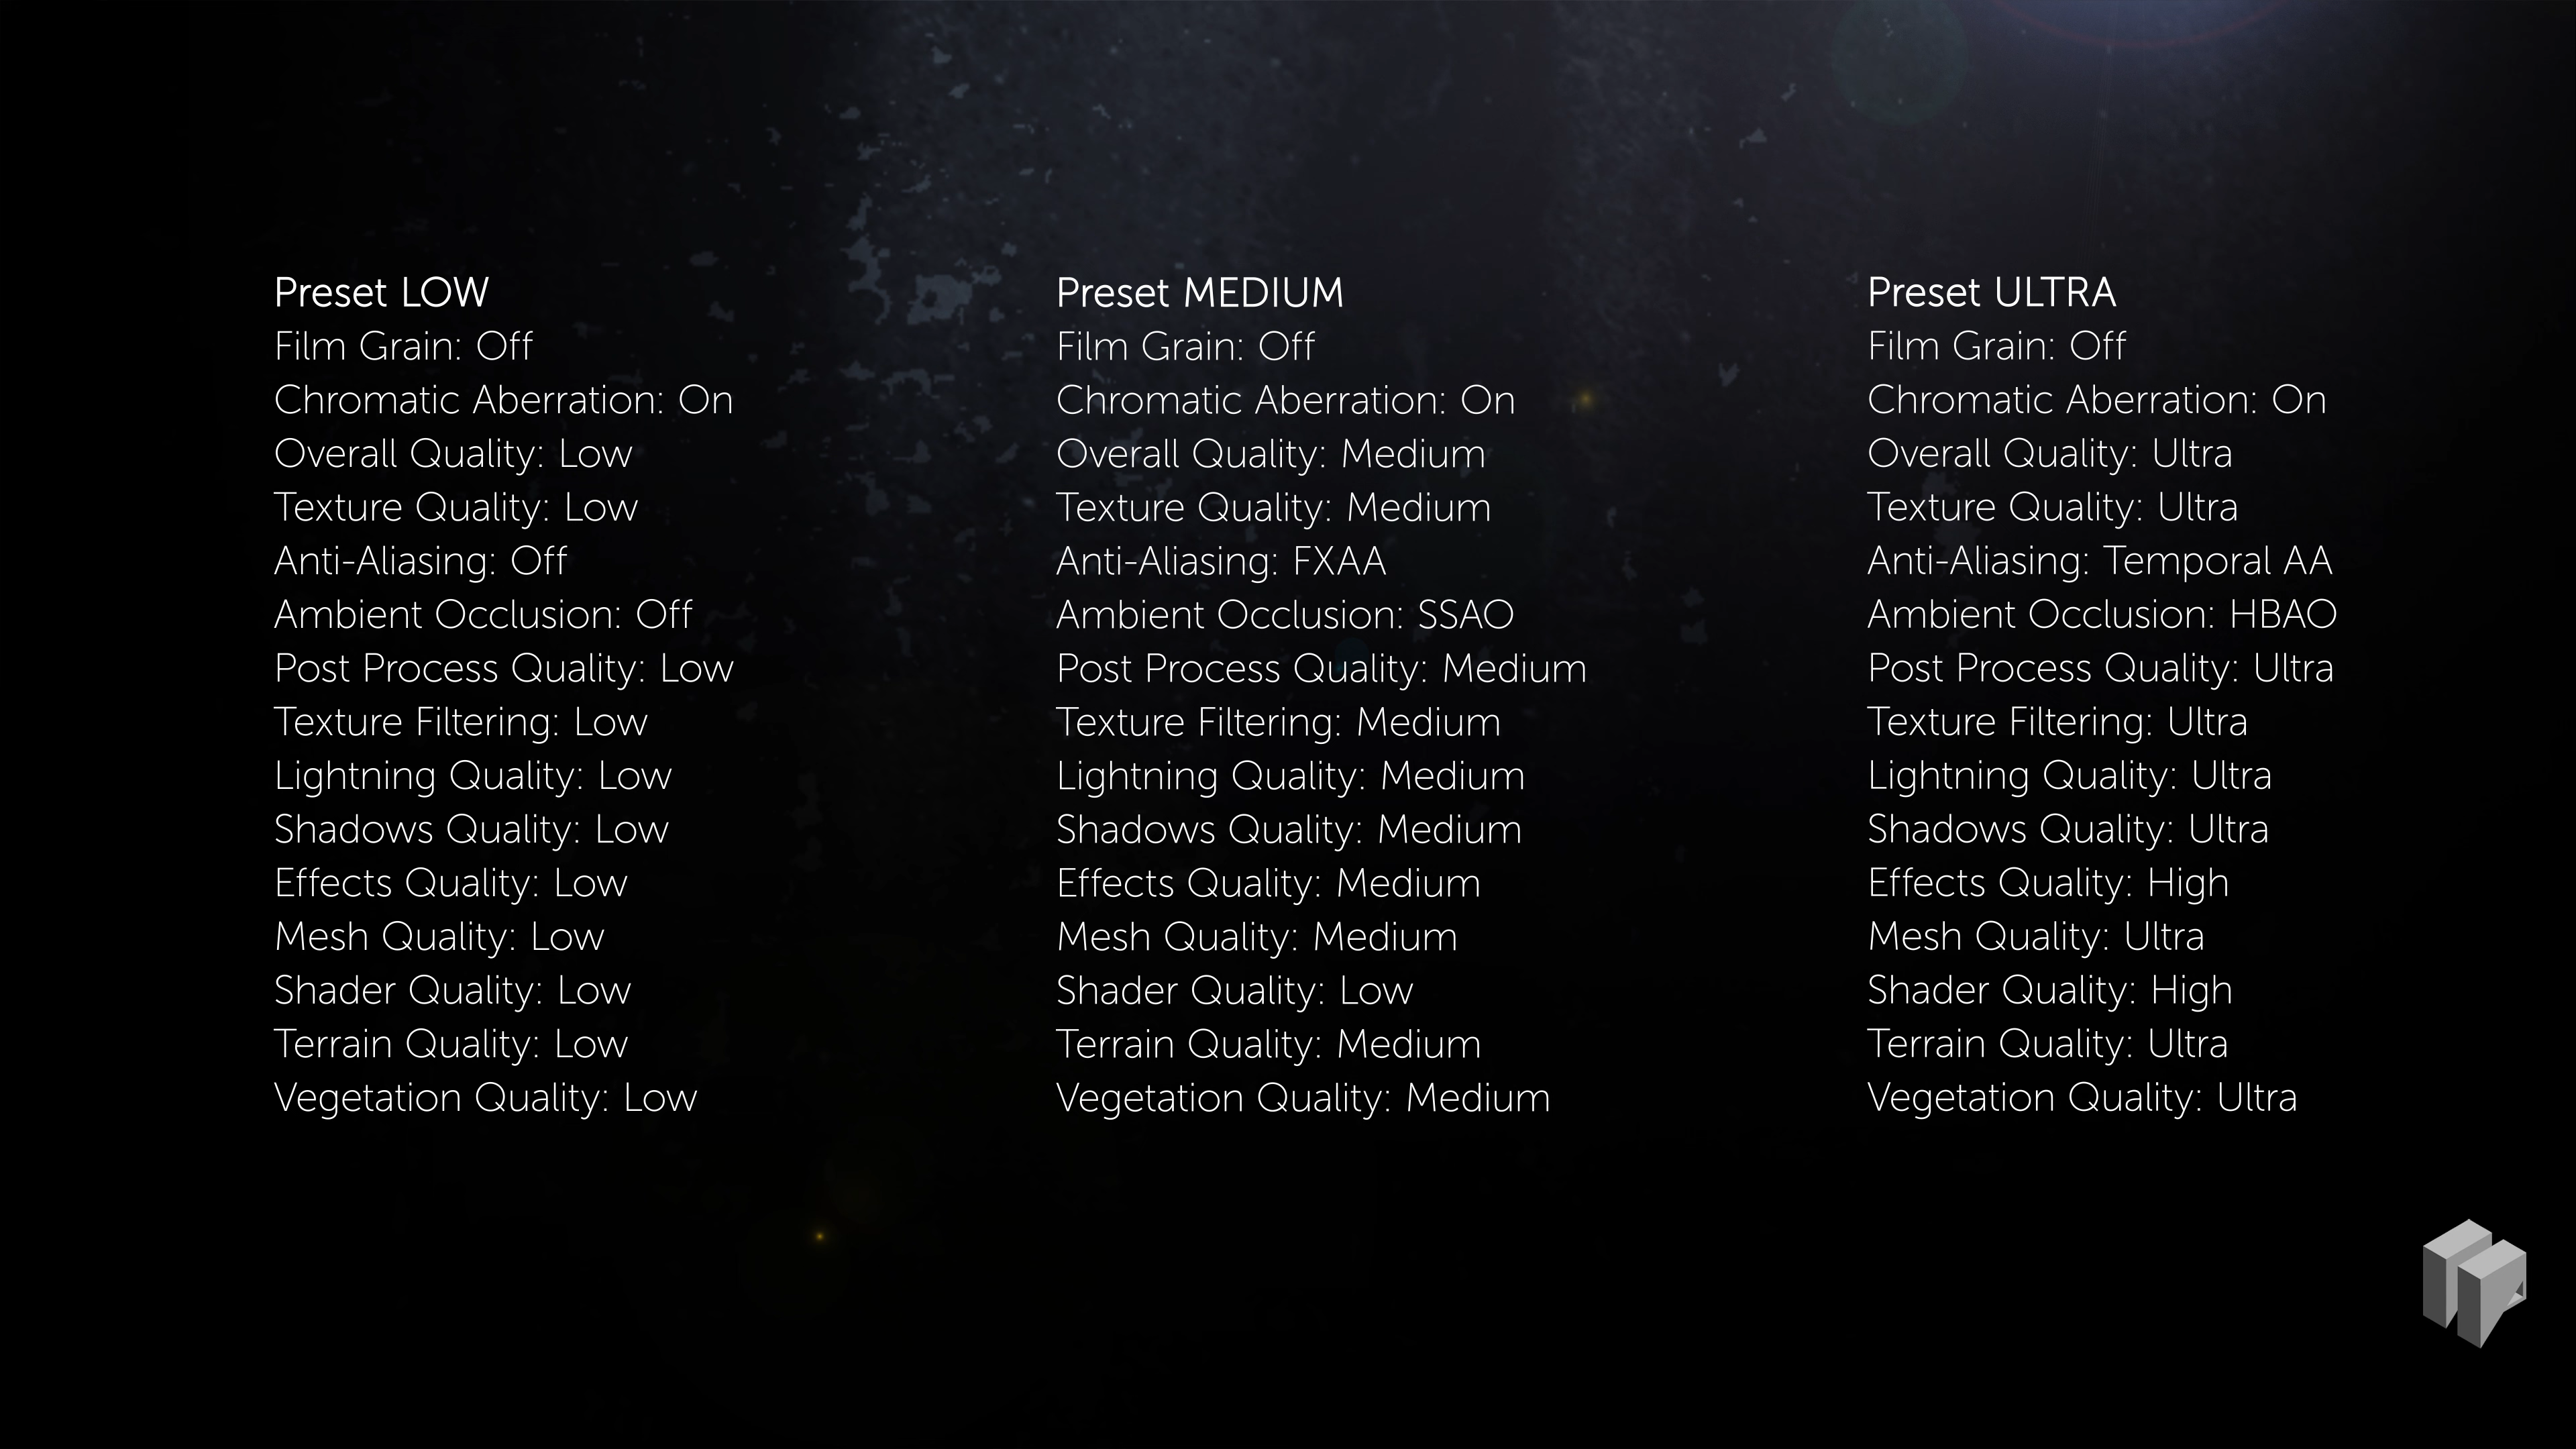 Preset LOW
Film Grain: Off
Chromatic Aberration: On
Overall Quality: Low
Texture Quality: Low
Anti-Aliasing: Off
Ambient Occlusion: Off
Post Process Quality: Low
Texture Filtering: Low
Lightning Quality: Low
Shadows Quality: Low
Effects Quality: Low
Mesh Quality: Low
Shader Quality: Low
Terrain Quality: Low
Vegetation Quality: Low
Preset MEDIUM
Film Grain: Off
Chromatic Aberration: On
Overall Quality: Medium
Texture Quality: Medium
Anti-Aliasing: FXAA
Ambient Occlusion: SSAO
Post Process Quality: Medium
Texture Filtering: Medium
Lightning Quality: Medium
Shadows Quality: Medium
Effects Quality: Medium
Mesh Quality: Medium
Shader Quality: Low
Terrain Quality: Medium
Vegetation Quality: Medium
Preset ULTRA
Film Grain: Off
Chromatic Aberration: On
Overall Quality: Ultra
Texture Quality: Ultra
Anti-Aliasing: Temporal AA
Ambient Occlusion: HBAO
Post Process Quality: Ultra
Texture Filtering: Ultra
Lightning Quality: Ultra
Shadows Quality: Ultra
Effects Quality: High
Mesh Quality: Ultra
Shader Quality: High
Terrain Quality: Ultra
Vegetation Quality: Ultra